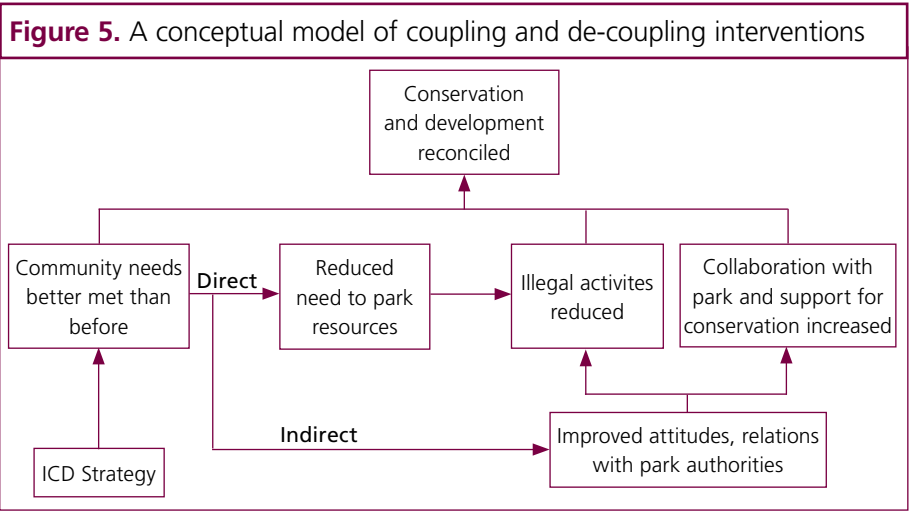 Figure 5. A conceptual model of coupling and de-coupling interventions
Conservation
and development
reconciled
Community needs
better met than
before
Direct
Reduced
need to park
resources
Illegal activites
reduced
Collaboration with
park and support for
conservation increased
Indirect
Improved attitudes, relations
with park authorities
ICD Strategy